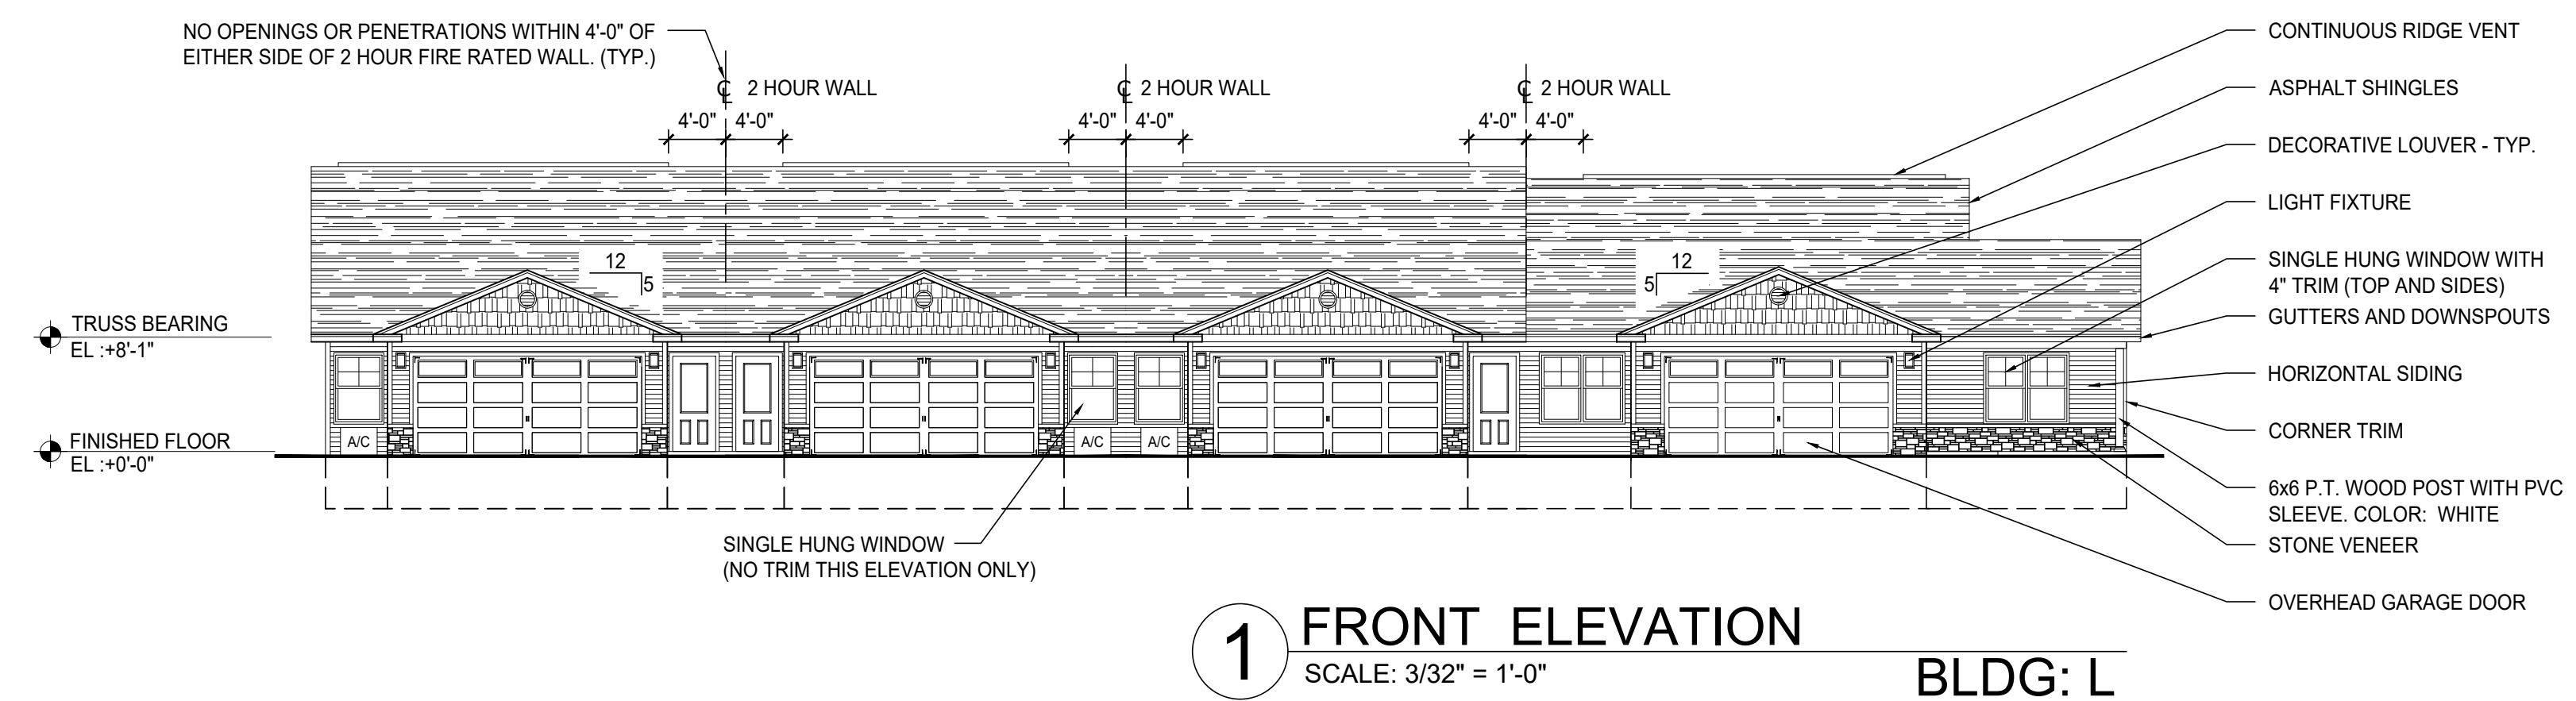 NO OPENINGS OR PENETRATIONS WITHIN 4'-0" OF
EITHER SIDE OF 2 HOUR FIRE RATED WALL. (TYP.)
℄ 2 HOUR WALL
℄ 2 HOUR WALL
℄ 2 HOUR WALL
4'-0" 4'-0"
4'-0" 4'-0"
4'-0" 4'-0"
12
5
12
5
TRUSS BEARING
EL :+8'-1"
FINISHED FLOOR
EL :+0'-0"
A/C
A/C
A/C
CONTINUOUS RIDGE VENT
ASPHALT SHINGLES
DECORATIVE LOUVER - TYP.
LIGHT FIXTURE
SINGLE HUNG WINDOW WITH
4" TRIM (TOP AND SIDES)
GUTTERS AND DOWNSPOUTS
HORIZONTAL SIDING
CORNER TRIM
6x6 P.T. WOOD POST WITH PVC
SLEEVE. COLOR: WHITE
STONE VENEER
OVERHEAD GARAGE DOOR
SINGLE HUNG WINDOW
(NO TRIM THIS ELEVATION ONLY)
1
FRONT ELEVATION
SCALE: 3/32" = 1'-0"
BLDG: L